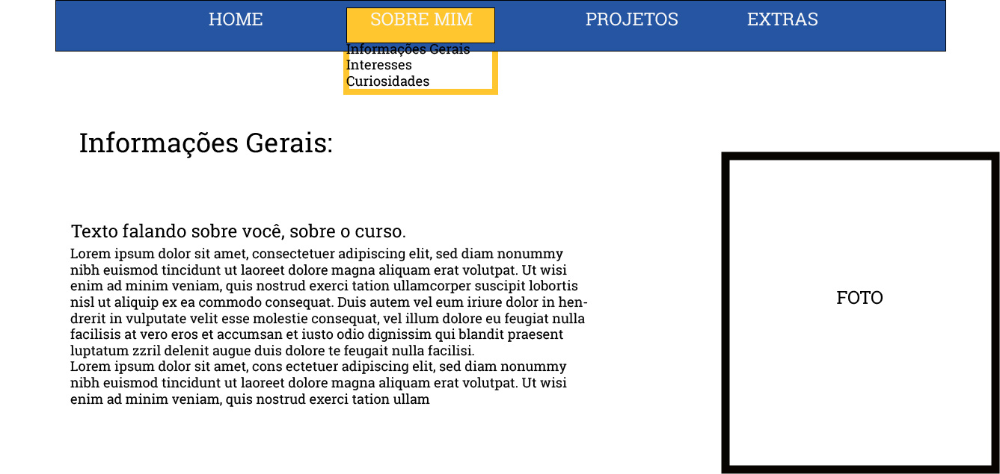 HOME SOBRE MIM PROJETOS EXTRAS
Informações Gerais
Interesses
Curiosidades
Informações Gerais:
Texto falando sobre você, sobre o curso.
Lorem ipsum dolor sit amet, consectetuer adipiscing elit, sed diam nonummy
nibh euismod tincidunt ut laoreet dolore magna aliquam erat volutpat. Ut wisi
enim ad minim veniam, quis nostrud exerci tation ullamcorper suscipit lobortis
nisl ut aliquip ex ea commodo consequat. Duis autem vel eum iriure dolor in hen-
drerit in vulputate velit esse molestie consequat, vel illum dolore eu feugiat nulla
facilisis at vero eros et accumsan et iusto odio dignissim qui blandit praesent
luptatum zzril delenit augue duis dolore te feugait nulla facilisi.
Lorem ipsum dolor sit amet, cons ectetuer adipiscing elit, sed diam nonummy
nibh euismod tincidunt ut laoreet dolore magna aliquam erat volutpat. Ut wisi
enim ad minim veniam, quis nostrud exerci tation ullam
FOTO